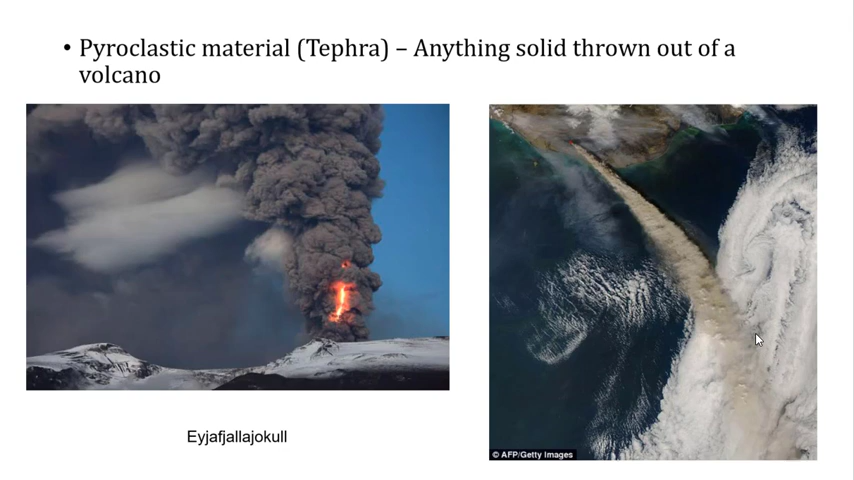 • Pyroclastic material (Tephra) – Anything solid thrown out of a
volcano
Eyjafjallajokull
© AFP/Getty Images